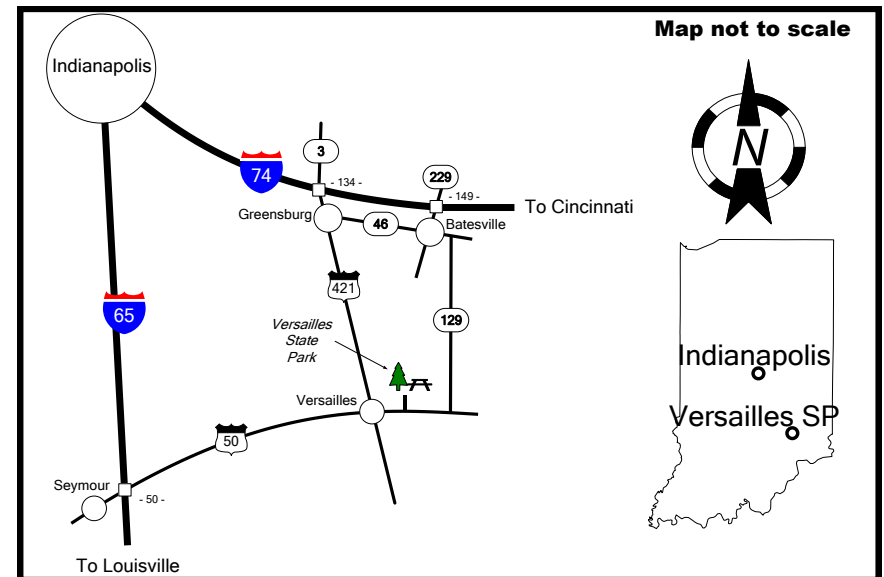 Map not to scale
Indianapolis
3
74
- 134 -
229
- 149 -
To Cincinnati
Greensburg
46
Batesville
N
421
65
129
Versailles
State
Park
Indianapolis
Versailles
Versailles SP
50
Seymour
- 50 -
To Louisville